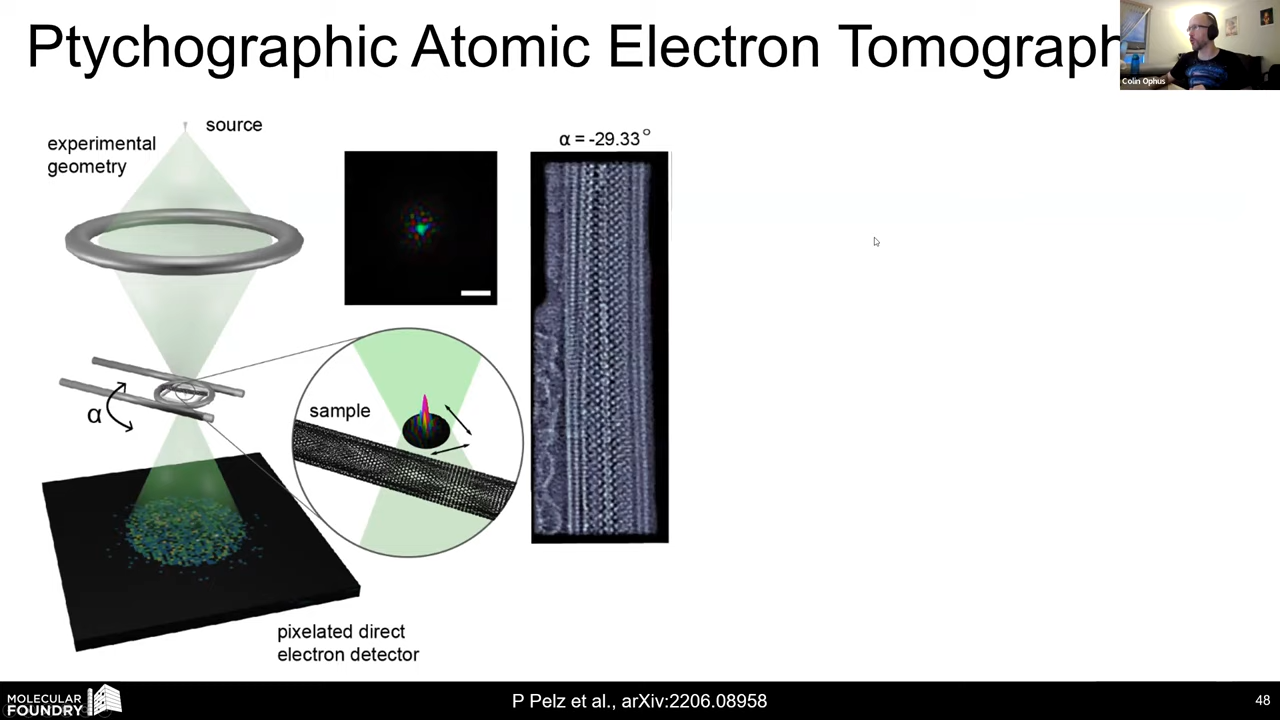 Ptychographic Atomic Electron Tomograph
Colin Ophus
source
experimental
geometry
α = -29.33°
sample
α
pixelated direct
electron detector
MOLECULAR
FOUNDRY
P Pelz et al., arXiv:2206.08958
48